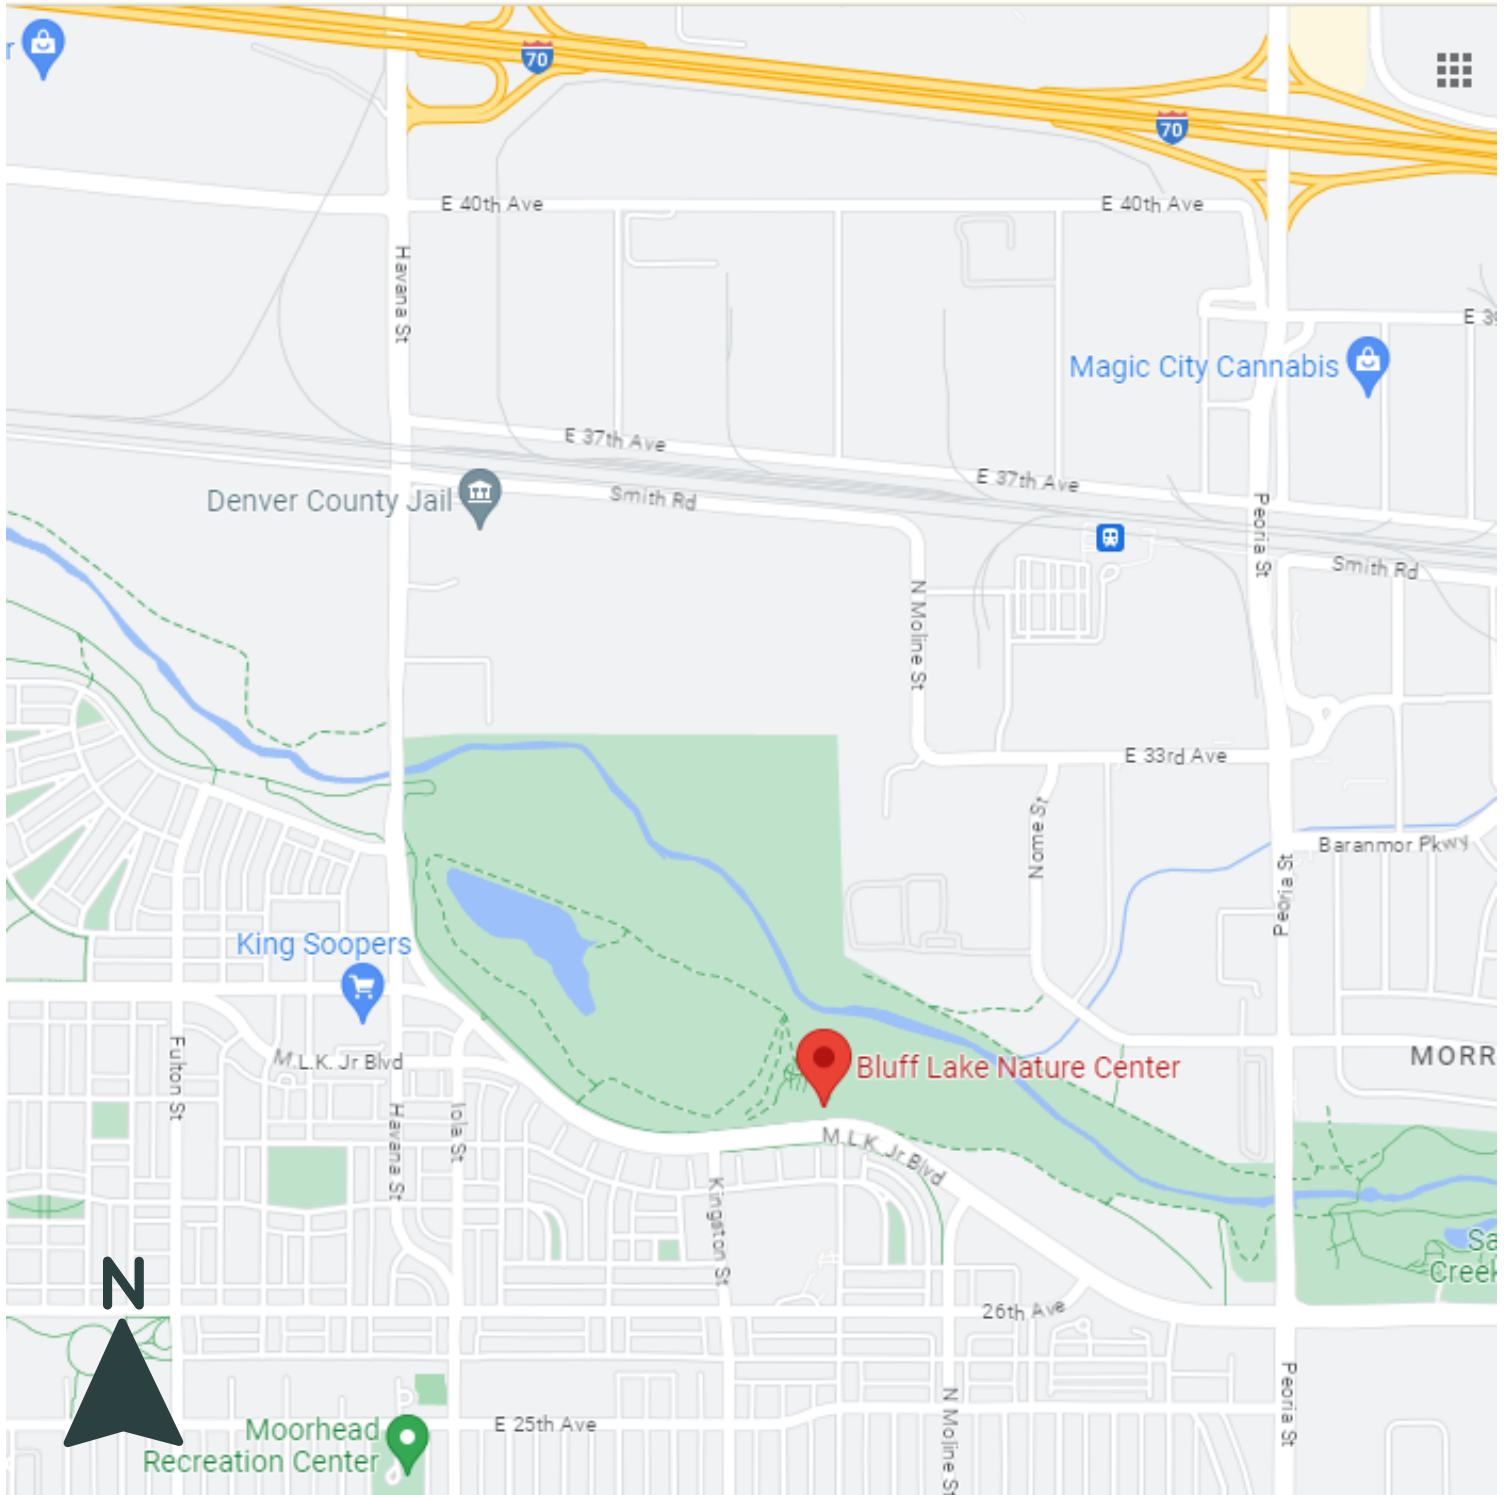 r
70
70
E 40th Ave
E 40th Ave
Havana St
E 39
Magic City Cannabis
E 37th Ave
E 37th Ave
Denver County Jail
Smith Rd
Peoria St
Smith Rd
N Moline St
E 33rd Ave
Nome St
Baranmor Pkwy
Peoria St
King Soopers
Fulton St
M.L.K. Jr Blvd
MORR
Bluff Lake Nature Center
Havana St
Iola St
M.L.K. Jr Blvd
Kingston St
Sa
Creek
N
26th Ave
Peoria St
N Moline St
E 25th Ave
Moorhead
Recreation Center